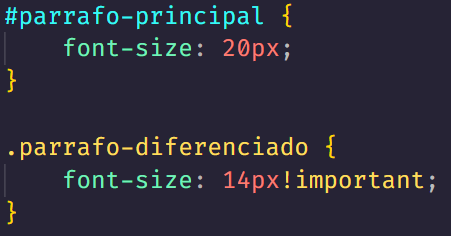 #parrafo-principal {
    font-size: 20px;
}

.parrafo-diferenciado {
    font-size: 14px!important;
}